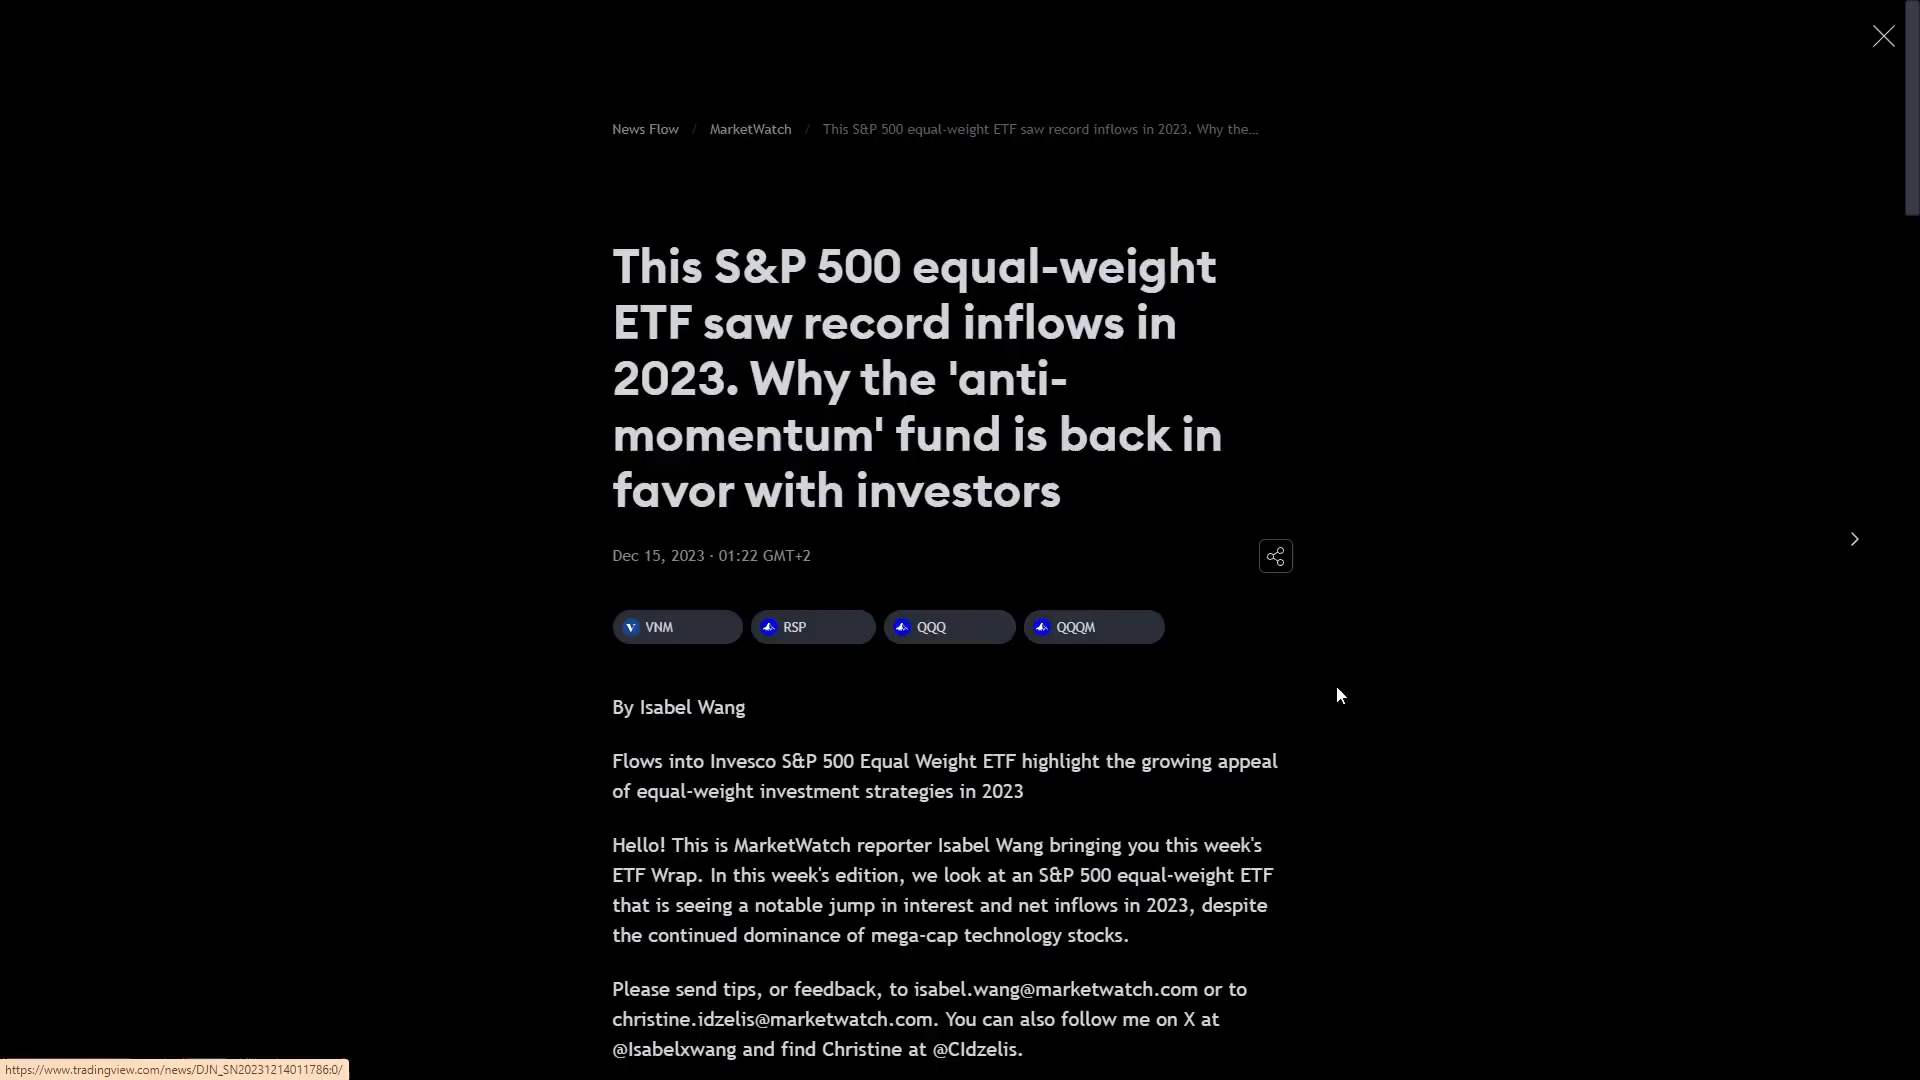 News Flow / MarketWatch / This S&P 500 equal-weight ETF saw record inflows in 2023. Why the...
This S&P 500 equal-weight
ETF saw record inflows in
2023. Why the 'anti-
momentum' fund is back in
favor with investors
Dec 15, 2023 · 01:22 GMT+2
V VNM RSP QQQ QQQM
By Isabel Wang
Flows into Invesco S&P 500 Equal Weight ETF highlight the growing appeal
of equal-weight investment strategies in 2023
Hello! This is MarketWatch reporter Isabel Wang bringing you this week's
ETF Wrap. In this week's edition, we look at an S&P 500 equal-weight ETF
that is seeing a notable jump in interest and net inflows in 2023, despite
the continued dominance of mega-cap technology stocks.
Please send tips, or feedback, to isabel.wang@marketwatch.com or to
christine.idzelis@marketwatch.com. You can also follow me on X at
@Isabelxwang and find Christine at @CIdzelis.
https://www.tradingview.com/news/DJN_SN20231214011786:0/